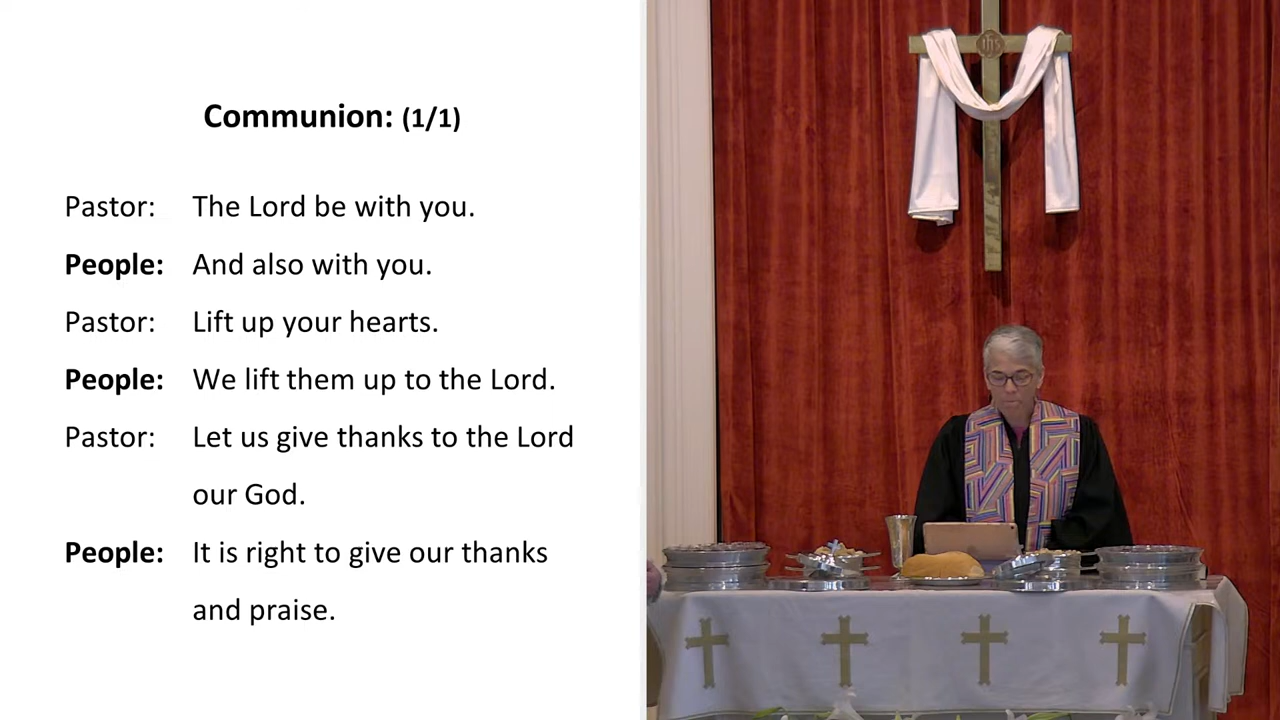 Communion: (1/1)
Pastor: The Lord be with you.
People: And also with you.
Pastor: Lift up your hearts.
People: We lift them up to the Lord.
Pastor: Let us give thanks to the Lord
our God.
People: It is right to give our thanks
and praise.
IHS